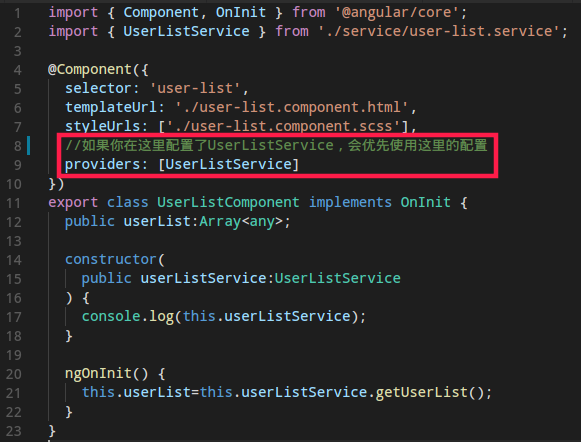 1 import { Component, OnInit } from '@angular/core';
2 import { UserListService } from './service/user-list.service';
3
4 @Component({
5   selector: 'user-list',
6   templateUrl: './user-list.component.html',
7   styleUrls: ['./user-list.component.scss'],
8   //如果你在这里配置了UserListService，会优先使用这里的配置
9   providers: [UserListService]
10 })
11 export class UserListComponent implements OnInit {
12   public userList:Array<any>;
13
14   constructor(
15     public userListService:UserListService
16   ) {
17     console.log(this.userListService);
18   }
19
20   ngOnInit() {
21     this.userList=this.userListService.getUserList();
22   }
23 }